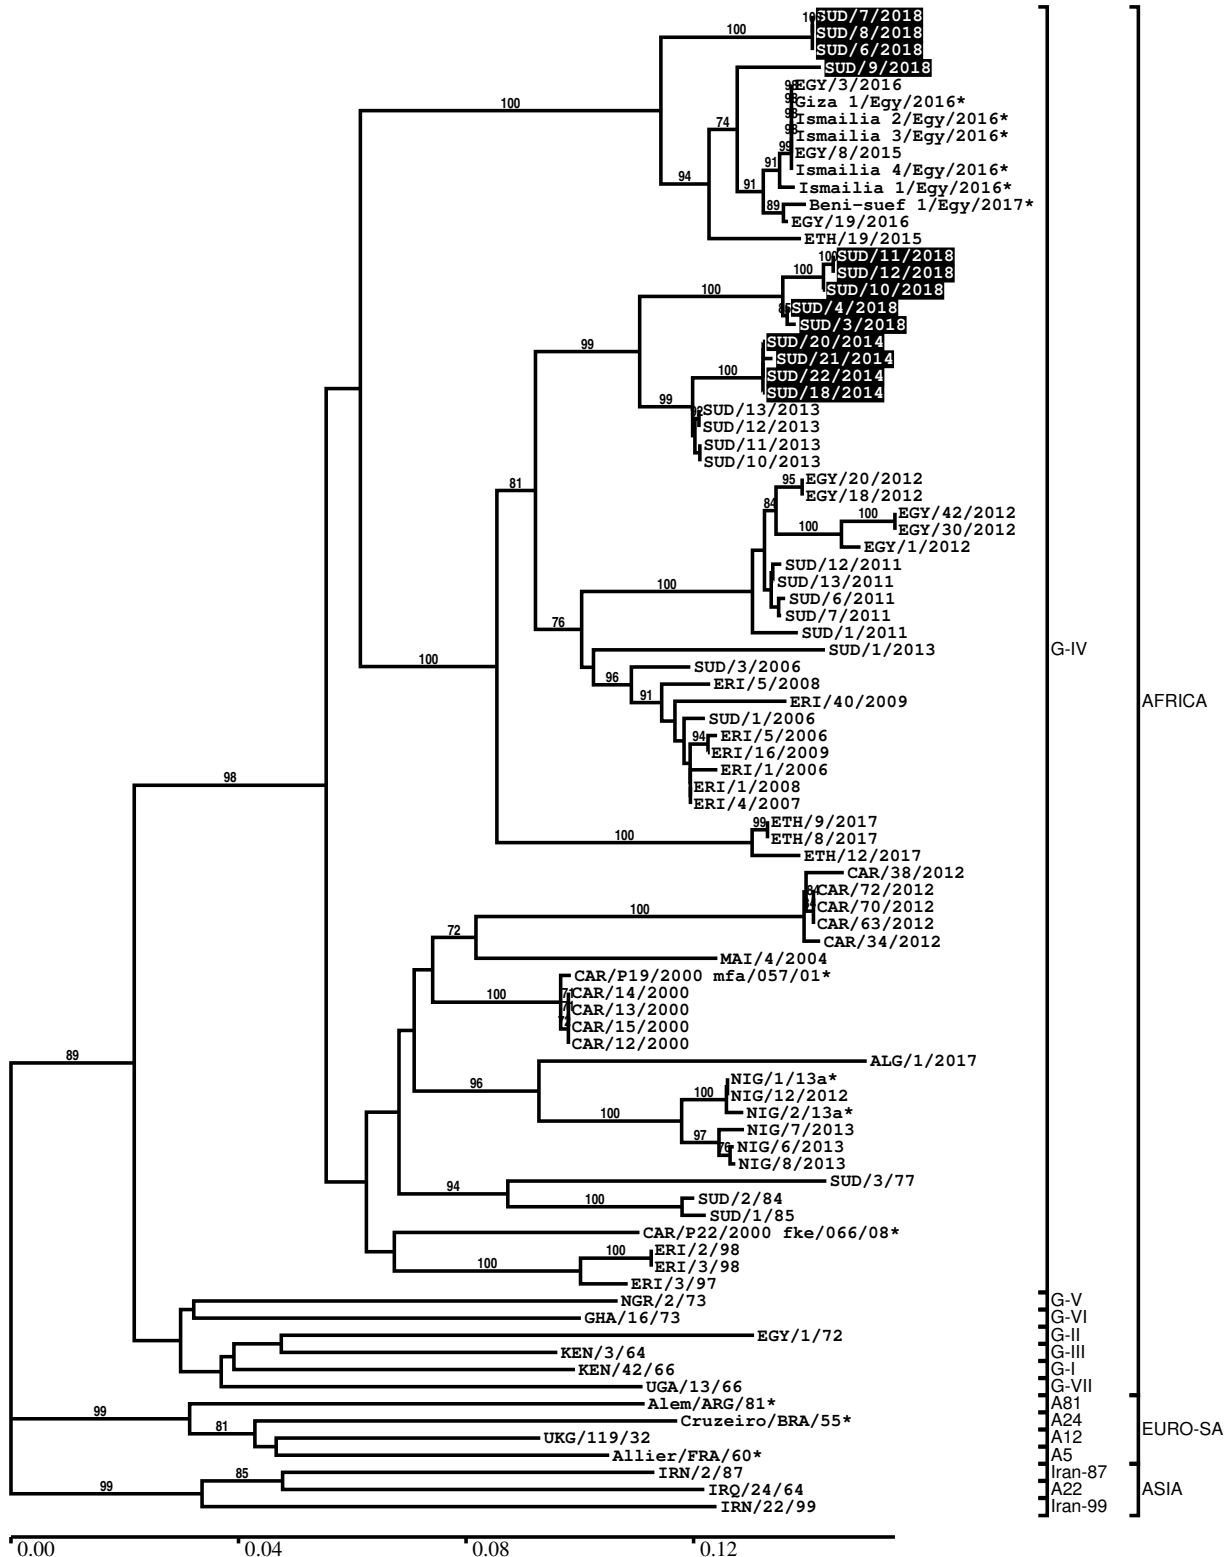 100 SUD/7/2018
100 SUD/8/2018
SUD/6/2018
SUD/9/2018
EGY/3/2016
Giza 1/Egy/2016*
100
74 Ismailia 2/Egy/2016*
Ismailia 3/Egy/2016*
99 EGY/8/2015
91 Ismailia 4/Egy/2016*
94 91 Ismailia 1/Egy/2016*
89 Beni-suef 1/Egy/2017*
EGY/19/2016
ETH/19/2015
100 SUD/11/2018
100 SUD/12/2018
100 SUD/10/2018
SUD/4/2018
SUD/3/2018
99 SUD/20/2014
SUD/21/2014
100 SUD/22/2014
SUD/18/2014
99 SUD/13/2013
SUD/12/2013
SUD/11/2013
SUD/10/2013
81 95 EGY/20/2012
EGY/18/2012
84 100 EGY/42/2012
100 EGY/30/2012
EGY/1/2012
SUD/12/2011
100 SUD/13/2011
SUD/6/2011
SUD/7/2011
76 SUD/1/2011
SUD/1/2013 G-IV
100 SUD/3/2006
96 ERI/5/2008
91 ERI/40/2009 AFRICA
SUD/1/2006
94 ERI/5/2006
ERI/16/2009
ERI/1/2006
98 ERI/1/2008
ERI/4/2007
99 ETH/9/2017
100 ETH/8/2017
ETH/12/2017
CAR/38/2012
84 CAR/72/2012
100 CAR/70/2012
CAR/63/2012
72 CAR/34/2012
MAI/4/2004
CAR/P19/2000 mfa/057/01*
100 71 CAR/14/2000
71 CAR/13/2000
72 CAR/15/2000
CAR/12/2000
89 ALG/1/2017
96 NIG/1/13a*
100 NIG/12/2012
100 NIG/2/13a*
97 NIG/7/2013
76 NIG/6/2013
NIG/8/2013
94 SUD/3/77
100 SUD/2/84
SUD/1/85
CAR/P22/2000 fke/066/08*
100 ERI/2/98
100 ERI/3/98
ERI/3/97
NGR/2/73 G-V
GHA/16/73 G-VI
EGY/1/72 G-II
KEN/3/64 G-III
KEN/42/66 G-I
UGA/13/66 G-VII
99 Alem/ARG/81* A81
81 Cruzeiro/BRA/55* A24
UKG/119/32 A12 EURO-SA
Allier/FRA/60* A5
85 IRN/2/87 Iran-87
99 IRQ/24/64 A22 ASIA
IRN/22/99 Iran-99
0.00 0.04 0.08 0.12